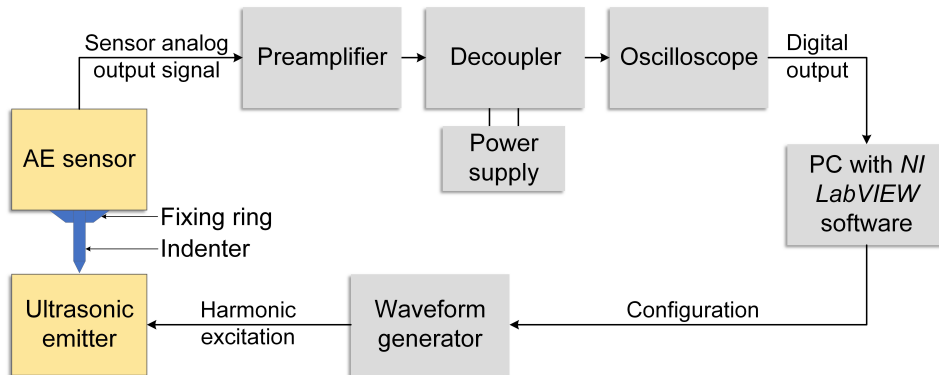 Sensor analog
output signal
Preamplifier
Decoupler
Oscilloscope
Digital
output
Power
supply
AE sensor
PC with NI
LabVIEW
software
Fixing ring
Indenter
Ultrasonic
emitter
Harmonic
excitation
Waveform
generator
Configuration